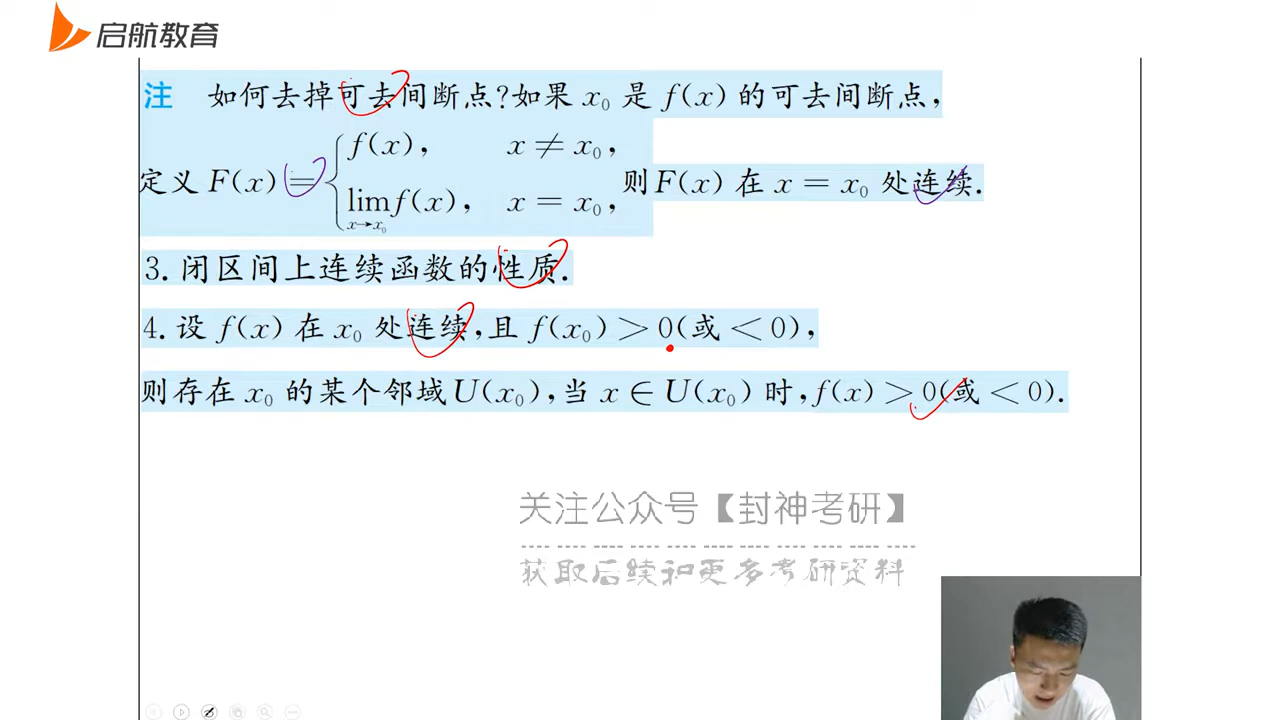 启航教育
注 如何去掉可去间断点?如果 x₀ 是 f(x) 的可去间断点,
定义 F(x) = { f(x), x ≠ x₀,
lim f(x), x = x₀,
x→x₀
则 F(x) 在 x = x₀ 处连续.
3. 闭区间上连续函数的性质.
4. 设 f(x) 在 x₀ 处连续,且 f(x₀) > 0(或 < 0),
则存在 x₀ 的某个邻域 U(x₀),当 x ∈ U(x₀) 时, f(x) > 0(或 < 0).
关注公众号【封神考研】
获取后续和更多考研资料